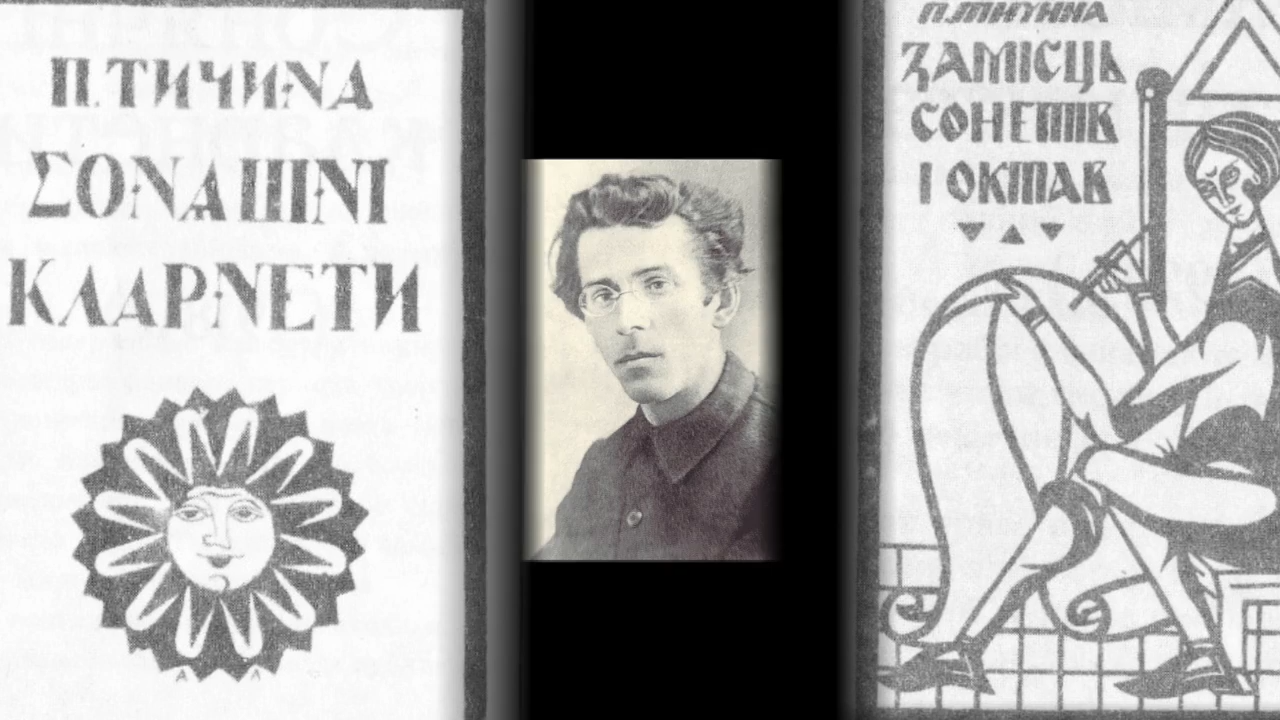 П.ТИЧИНА
СОНЯШНІ
КЛАРНЕТИ
П.ТИЧИНА
ЗАМІСЦЬ
СОНЕТІВ
І ОКТАВ